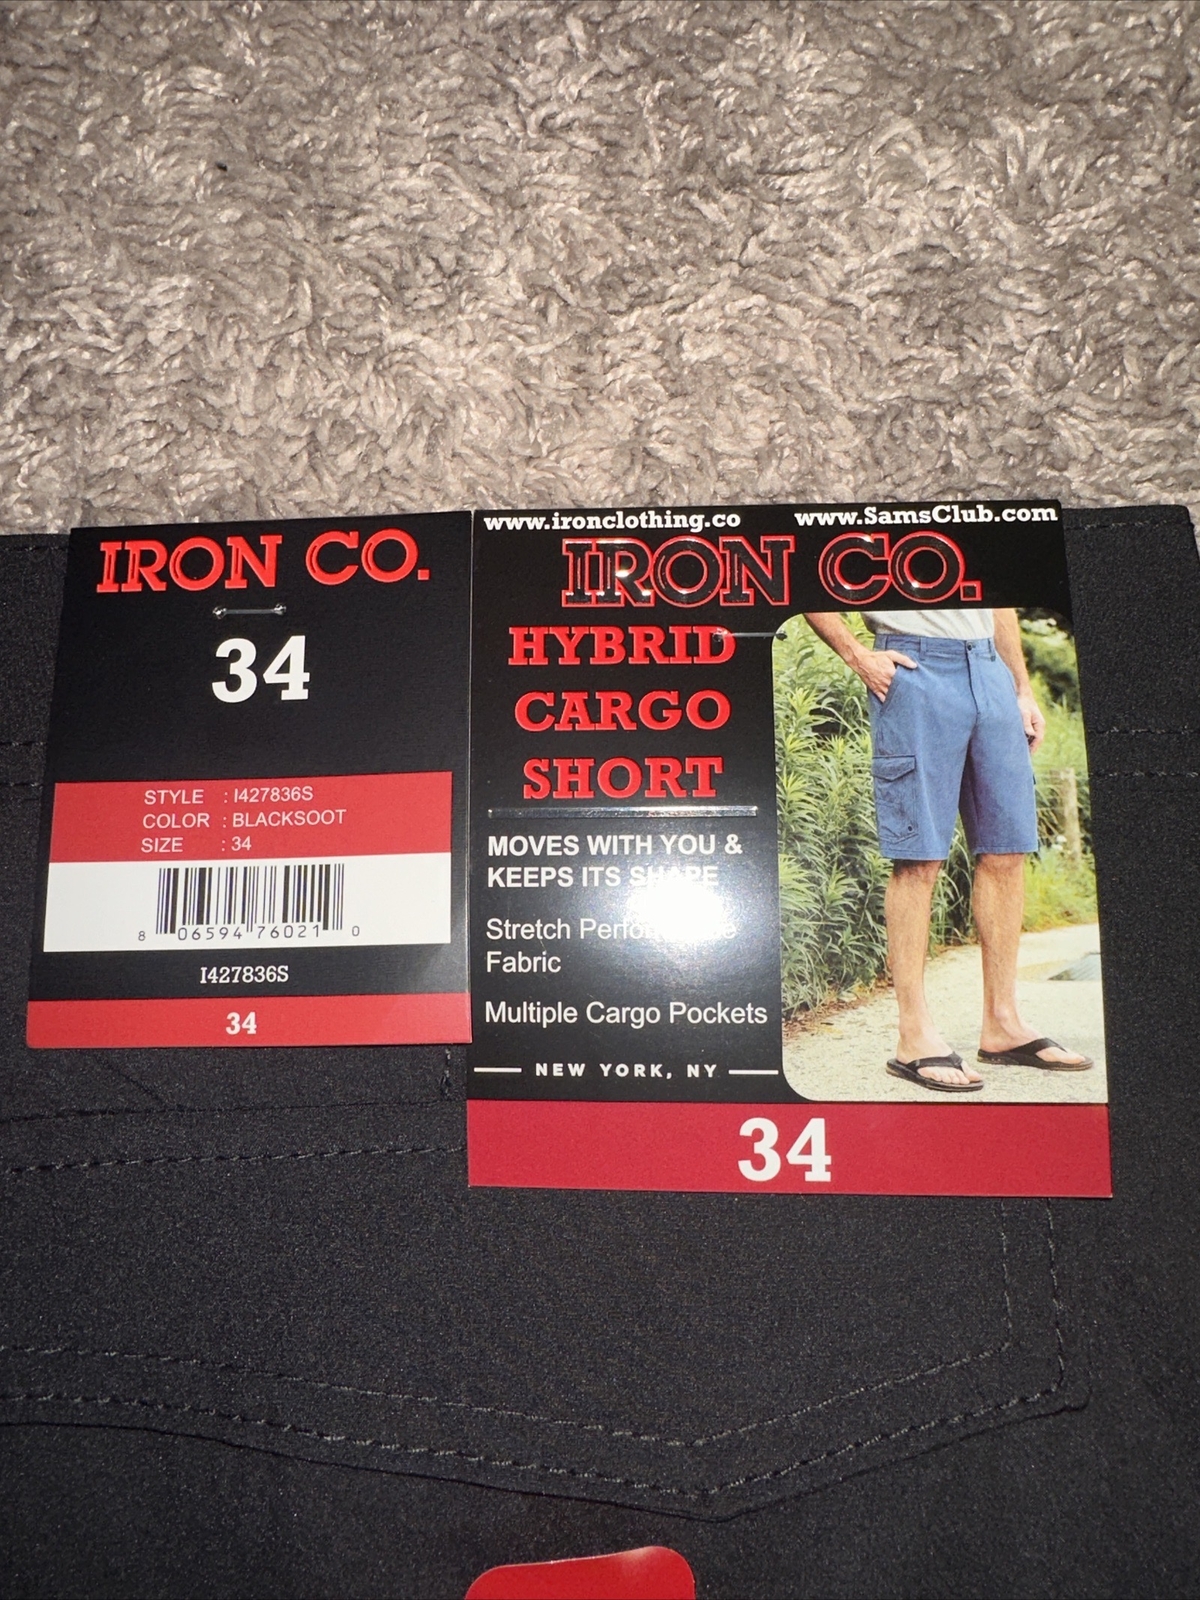 IRON CO.
34
STYLE : I427836S
COLOR : BLACKSOOT
SIZE : 34
8 06594 76021 0
I427836S
34
www.ironclothing.co www.SamsClub.com
IRON CO.
HYBRID
CARGO
SHORT
MOVES WITH YOU &
KEEPS ITS SHAPE
Stretch Performance
Fabric
Multiple Cargo Pockets
NEW YORK, NY
34